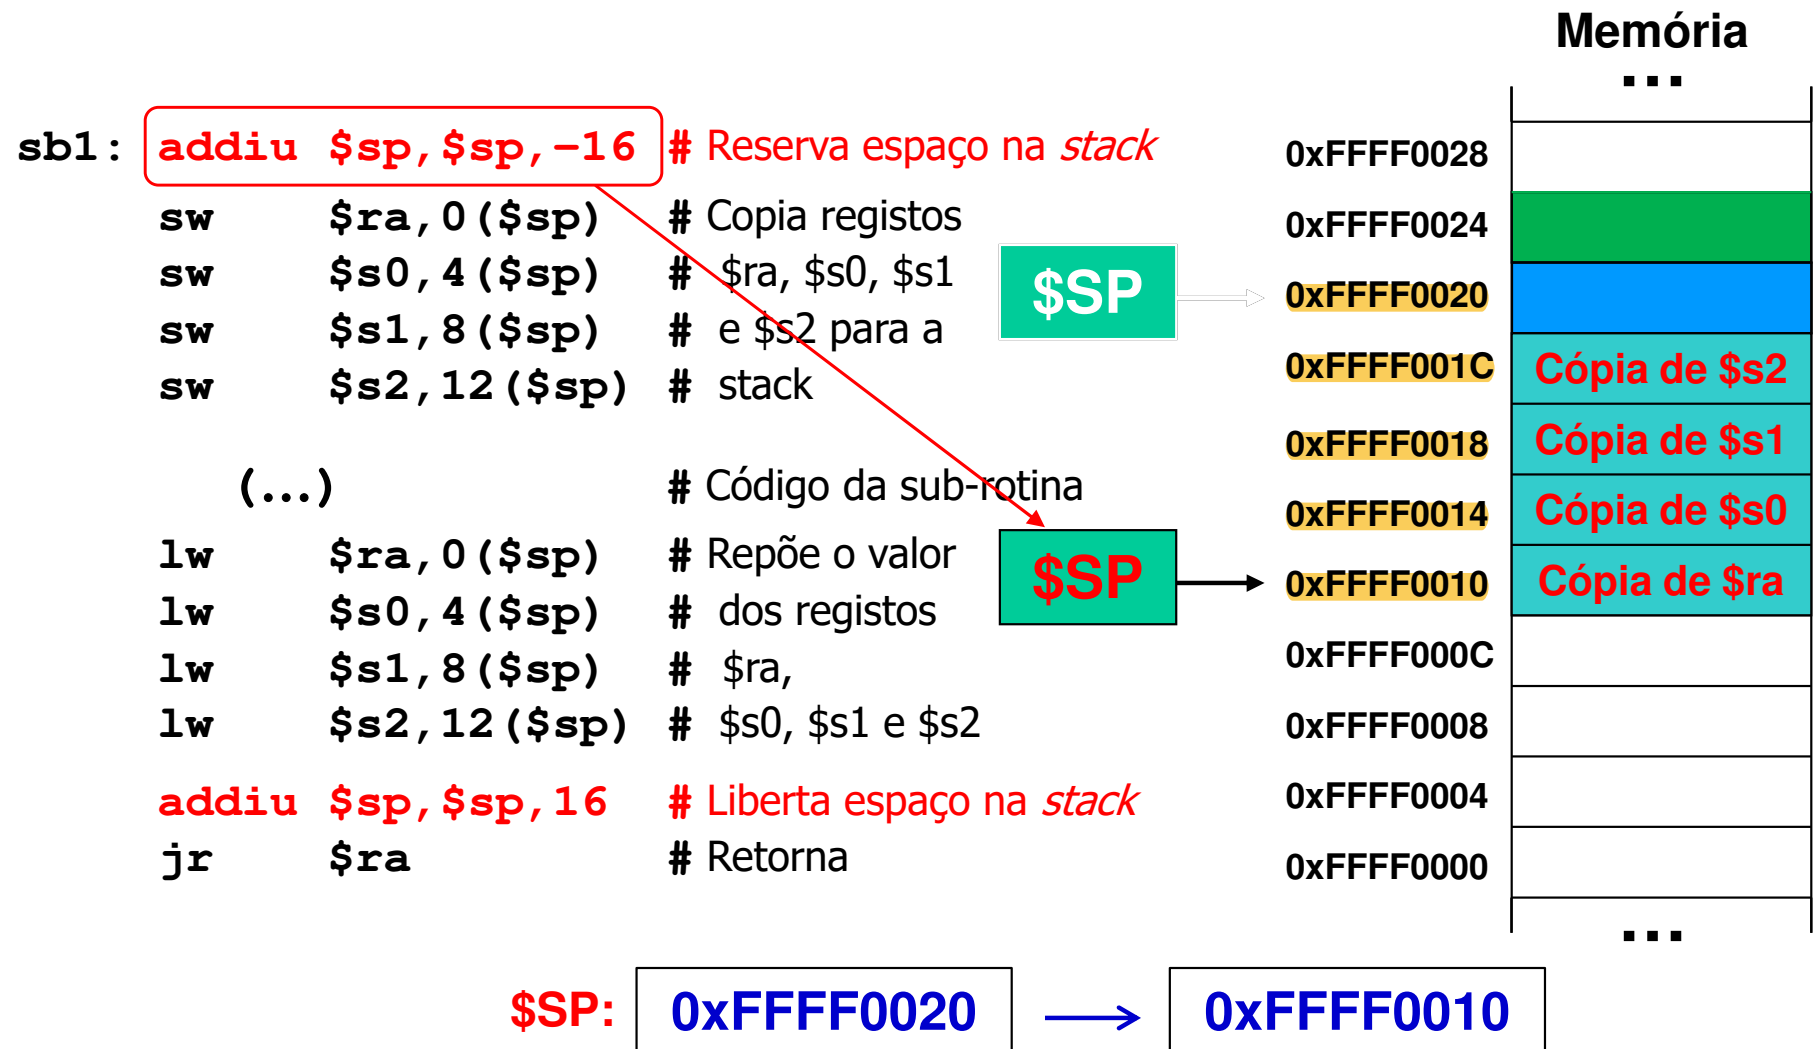 Memória
...
sb1: addiu $sp,$sp,-16 # Reserva espaço na stack
sw $ra,0($sp) # Copia registos
sw $s0,4($sp) # $ra, $s0, $s1
sw $s1,8($sp) # e $s2 para a
sw $s2,12($sp) # stack
(...) # Código da sub-rotina
lw $ra,0($sp) # Repõe o valor
lw $s0,4($sp) # dos registos
lw $s1,8($sp) # $ra,
lw $s2,12($sp) # $s0, $s1 e $s2
addiu $sp,$sp,16 # Liberta espaço na stack
jr $ra # Retorna
$SP
$SP
0xFFFF0028
0xFFFF0024
0xFFFF0020
0xFFFF001C Cópia de $s2
0xFFFF0018 Cópia de $s1
0xFFFF0014 Cópia de $s0
0xFFFF0010 Cópia de $ra
0xFFFF000C
0xFFFF0008
0xFFFF0004
0xFFFF0000
...
$SP: 0xFFFF0020 → 0xFFFF0010